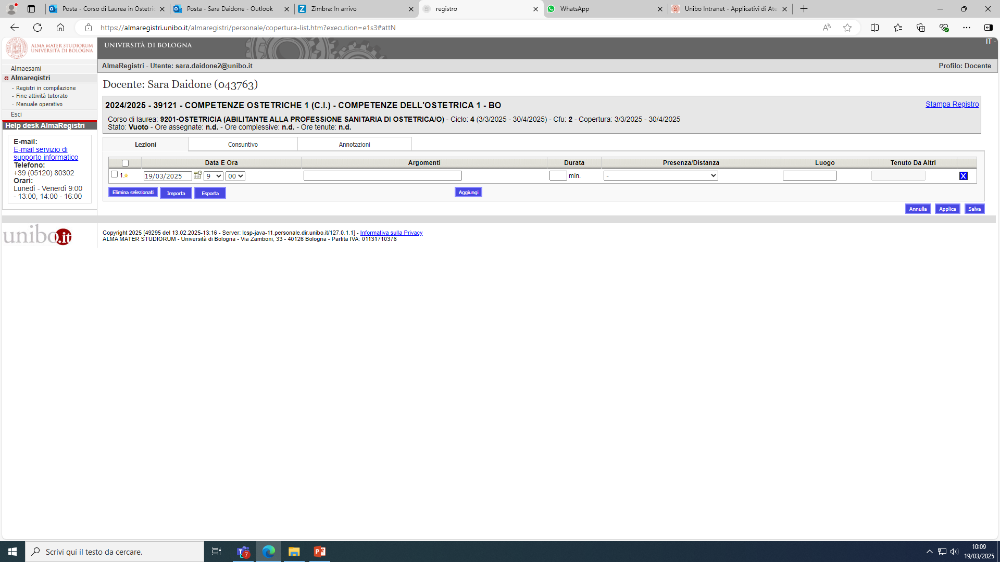 Posta - Corso di Laurea in Ostetric
Posta - Sara Daidone - Outlook
Zimbra: In arrivo
registro
WhatsApp
Unibo Intranet - Applicativi di Ate
https://almaregistri.unibo.it/almaregistri/personale/copertura-list.htm?execution=e1s3#attN
ALMA MATER STUDIORUM
UNIVERSITÀ DI BOLOGNA
UNIVERSITÀ DI BOLOGNA
IT -
AlmaRegistri - Utente: sara.daidone2@unibo.it
Profilo: Docente
Almaesami
Almaregistri
Registri in compilazione
Fine attività tutorato
Manuale operativo
Esci
Help desk AlmaRegistri
E-mail:
E-mail servizio di
supporto informatico
Telefono:
+39 (05120) 80302
Orari:
Lunedì - Venerdì 9:00
- 13:00, 14:00 - 16:00
Docente: Sara Daidone (043763)
2024/2025 - 39121 - COMPETENZE OSTETRICHE 1 (C.I.) - COMPETENZE DELL'OSTETRICA 1 - BO
Stampa Registro
Corso di laurea: 9201-OSTETRICIA (ABILITANTE ALLA PROFESSIONE SANITARIA DI OSTETRICA/O) - Ciclo: 4 (3/3/2025 - 30/4/2025) - Cfu: 2 - Copertura: 3/3/2025 - 30/4/2025
Stato: Vuoto - Ore assegnate: n.d. - Ore complessive: n.d. - Ore tenute: n.d.
Lezioni Consuntivo Annotazioni
Data E Ora Argomenti Durata Presenza/Distanza Luogo Tenuto Da Altri
1. 19/03/2025 9 00 min. - X
Elimina selezionati Importa Esporta Aggiungi
Annulla Applica Salva
unibo.it
Copyright 2025 [49295 del 13.02.2025-13:16 - Server: lcsp-java-11.personale.dir.unibo.it/127.0.1.1] - Informativa sulla Privacy
ALMA MATER STUDIORUM - Università di Bologna - Via Zamboni, 33 - 40126 Bologna - Partita IVA: 01131710376
Scrivi qui il testo da cercare.
7
10:09
19/03/2025